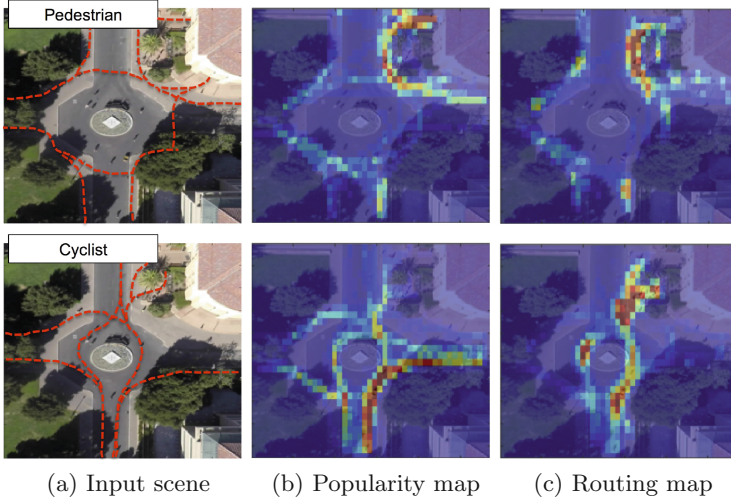 Pedestrian
Cyclist
(a) Input scene (b) Popularity map (c) Routing map